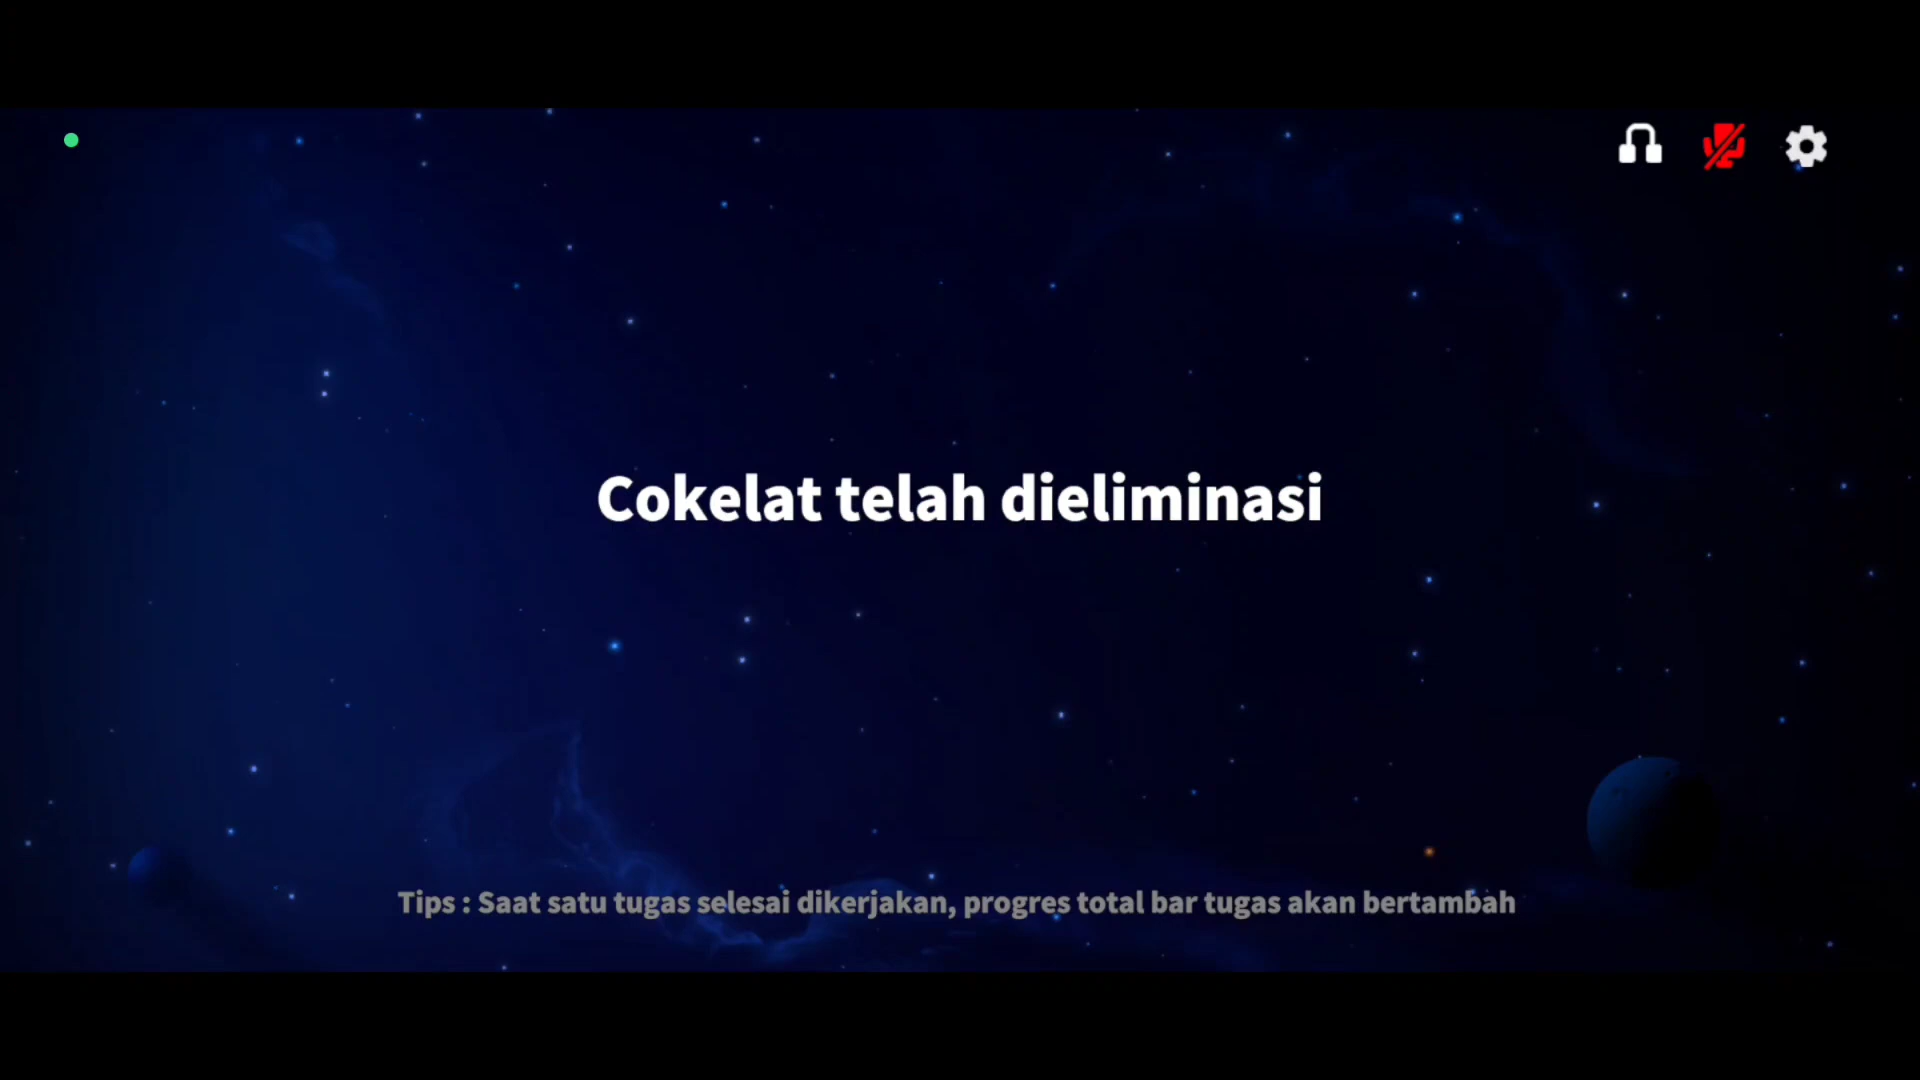 Cokelat telah dieliminasi
Tips : Saat satu tugas selesai dikerjakan, progres total bar tugas akan bertambah